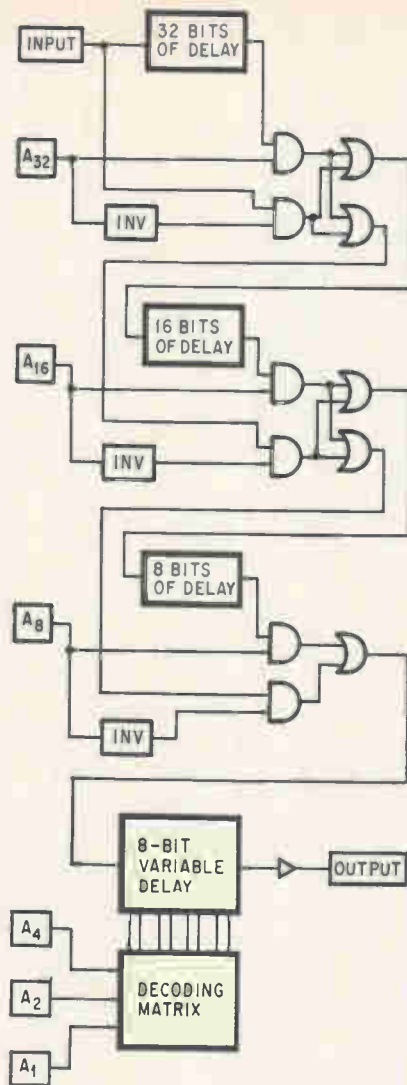 INPUT
32 BITS
OF DELAY
A32
INV
16 BITS
OF DELAY
A16
INV
8 BITS
OF DELAY
A8
INV
8-BIT
VARIABLE
DELAY
OUTPUT
A4
DECODING
MATRIX
A2
A1